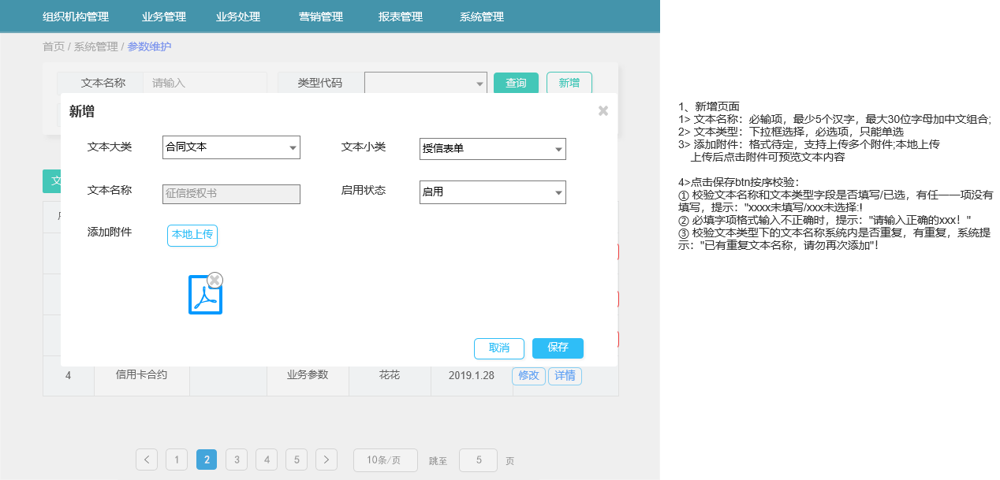 组织机构管理 业务管理 业务处理 营销管理 报表管理 系统管理
首页 / 系统管理 / 参数维护
文本名称 请输入 类型代码 查询 新增
新增
文本大类 合同文本 文本小类 授信表单
文
文本名称 征信授权书 启用状态 启用
添加附件 本地上传
取消 保存
4 信用卡合约 业务参数 花花 2019.1.28 修改 详情
1 2 3 4 5 10条/页 跳至 5 页
1、新增页面
1> 文本名称：必输项，最少5个汉字，最大30位字母加中文组合;
2> 文本类型：下拉框选择，必选项，只能单选
3> 添加附件：格式待定，支持上传多个附件;本地上传
上传后点击附件可预览文本内容
4>点击保存btn按序校验：
① 校验文本名称和文本类型字段是否填写/已选，有任一一项没有
填写，提示："xxxx未填写/xxx未选择!
② 必填字项格式输入不正确时，提示："请输入正确的xxx！"
③ 校验文本类型下的文本名称系统内是否重复，有重复，系统提
示："已有重复文本名称，请勿再次添加"!